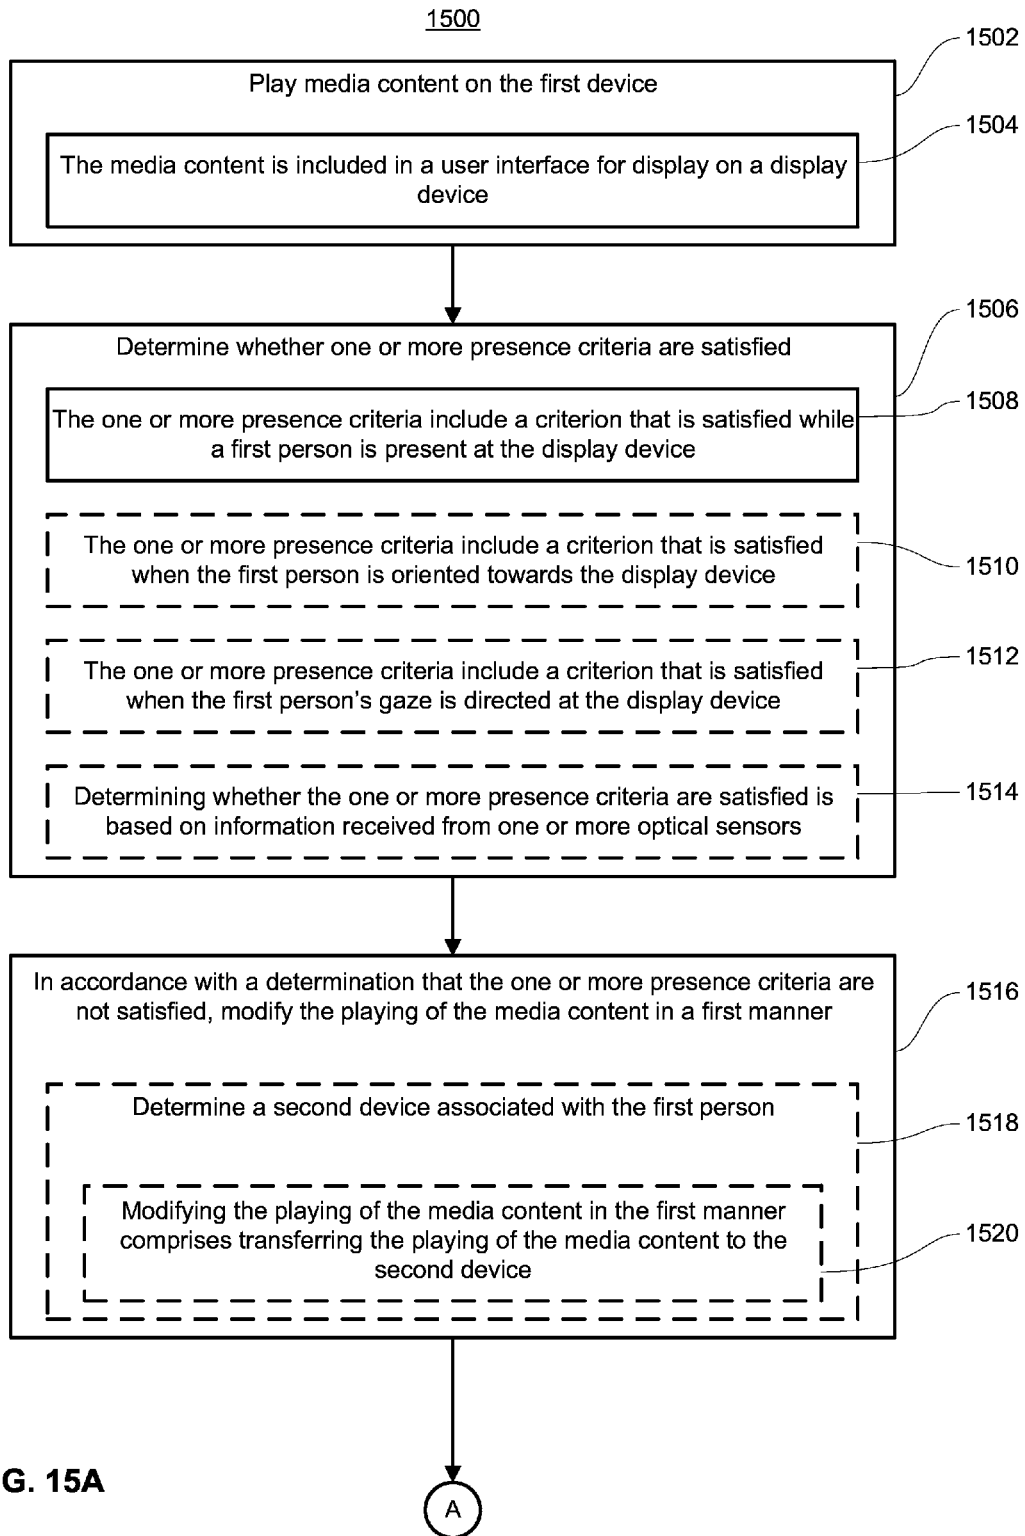 1500
1502
Play media content on the first device
1504
The media content is included in a user interface for display on a display
device
1506
Determine whether one or more presence criteria are satisfied
1508
The one or more presence criteria include a criterion that is satisfied while
a first person is present at the display device
The one or more presence criteria include a criterion that is satisfied
when the first person is oriented towards the display device
1510
The one or more presence criteria include a criterion that is satisfied
when the first person's gaze is directed at the display device
1512
Determining whether the one or more presence criteria are satisfied is
based on information received from one or more optical sensors
1514
In accordance with a determination that the one or more presence criteria are
not satisfied, modify the playing of the media content in a first manner
1516
Determine a second device associated with the first person
1518
Modifying the playing of the media content in the first manner
comprises transferring the playing of the media content to the
second device
1520
G. 15A
A